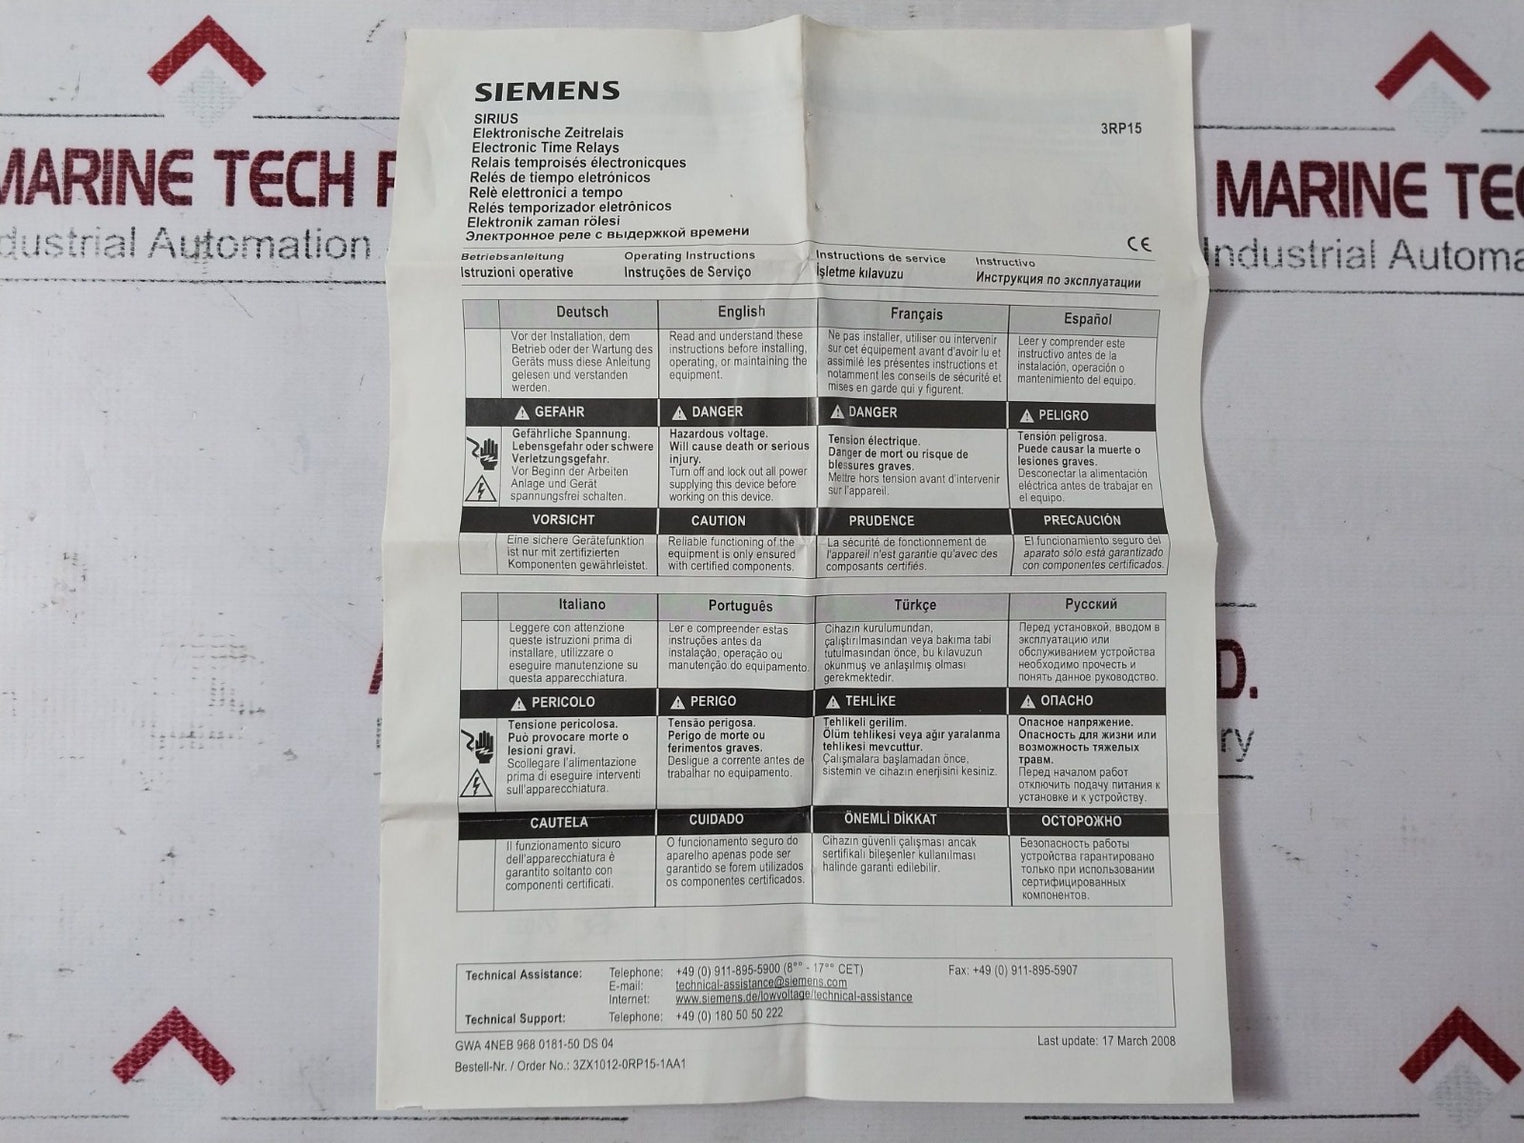 SIEMENS
SIRIUS
Elektronische Zeitrelais
Electronic Time Relays
Relais temproisés électronicques
Relés de tiempo eletrónicos
Relè elettronici a tempo
Relés temporizador eletrônicos
Elektronik zaman rölesi
Электронное реле с выдержкой времени
3RP15
CE
Betriebsanleitung Operating Instructions Instructions de service Instructivo
Istruzioni operative Instruções de Serviço İşletme kılavuzu Инструкция по эксплуатации
Deutsch
Vor der Installation, dem
Betrieb oder der Wartung des
Geräts muss diese Anleitung
gelesen und verstanden
werden.
GEFAHR
Gefährliche Spannung.
Lebensgefahr oder schwere
Verletzungsgefahr.
Vor Beginn der Arbeiten
Anlage und Gerät
spannungsfrei schalten.
VORSICHT
Eine sichere Gerätefunktion
ist nur mit zertifizierten
Komponenten gewährleistet.
English
Read and understand these
instructions before installing,
operating, or maintaining the
equipment.
DANGER
Hazardous voltage.
Will cause death or serious
injury.
Turn off and lock out all power
supplying this device before
working on this device.
CAUTION
Reliable functioning of the
equipment is only ensured
with certified components.
Français
Ne pas installer, utiliser ou intervenir
sur cet équipement avant d'avoir lu et
assimilé les présentes instructions et
notamment les conseils de sécurité et
mises en garde qui y figurent.
DANGER
Tension électrique.
Danger de mort ou risque de
blessures graves.
Mettre hors tension avant d'intervenir
sur l'appareil.
PRUDENCE
La sécurité de fonctionnement de
l'appareil n'est garantie qu'avec des
composants certifiés.
Español
Leer y comprender este
instructivo antes de la
instalación, operación o
mantenimiento del equipo.
PELIGRO
Tensión peligrosa.
Puede causar la muerte o
lesiones graves.
Desconectar la alimentación
eléctrica antes de trabajar en
el equipo.
PRECAUCIÓN
El funcionamiento seguro del
aparato sólo está garantizado
con componentes certificados.
Italiano
Leggere con attenzione
queste istruzioni prima di
installare, utilizzare o
eseguire manutenzione su
questa apparecchiatura.
PERICOLO
Tensione pericolosa.
Può provocare morte o
lesioni gravi.
Scollegare l'alimentazione
prima di eseguire interventi
sull'apparecchiatura.
CAUTELA
Il funzionamento sicuro
dell'apparecchiatura è
garantito soltanto con
componenti certificati.
Português
Ler e compreender estas
instruções antes da
instalação, operação ou
manutenção do equipamento.
PERIGO
Tensão perigosa.
Perigo de morte ou
ferimentos graves.
Desligue a corrente antes de
trabalhar no equipamento.
CUIDADO
O funcionamento seguro do
aparelho apenas pode ser
garantido se forem utilizados
os componentes certificados.
Türkçe
Cihazın kurulumundan,
çalıştırılmasından veya bakıma tabi
tutulmasından önce, bu kılavuzun
okunmuş ve anlaşılmış olması
gerekmektedir.
TEHLİKE
Tehlikeli gerilim.
Ölüm tehlikesi veya ağır yaralanma
tehlikesi mevcuttur.
Çalışmalara başlamadan önce,
sistemin ve cihazın enerjisini kesiniz.
ÖNEMLİ DİKKAT
Cihazın güvenli çalışması ancak
sertifikalı bileşenler kullanılması
halinde garanti edilebilir.
Русский
Перед установкой, вводом в
эксплуатацию или
обслуживанием устройства
необходимо прочесть и
понять данное руководство.
ОПАСНО
Опасное напряжение.
Опасность для жизни или
возможность тяжелых
травм.
Перед началом работ
отключить подачу питания к
установке и к устройству.
ОСТОРОЖНО
Безопасность работы
устройства гарантировано
только при использовании
сертифицированных
компонентов.
Technical Assistance: Telephone: +49 (0) 911-895-5900 (8°° - 17°° CET) Fax: +49 (0) 911-895-5907
E-mail: technical-assistance@siemens.com
Internet: www.siemens.de/lowvoltage/technical-assistance
Technical Support: Telephone: +49 (0) 180 50 50 222
GWA 4NEB 968 0181-50 DS 04
Last update: 17 March 2008
Bestell-Nr. / Order No.: 3ZX1012-0RP15-1AA1
MARINE TECH
dustrial Automation
MARINE TEC
Industrial Automa
D.
ry